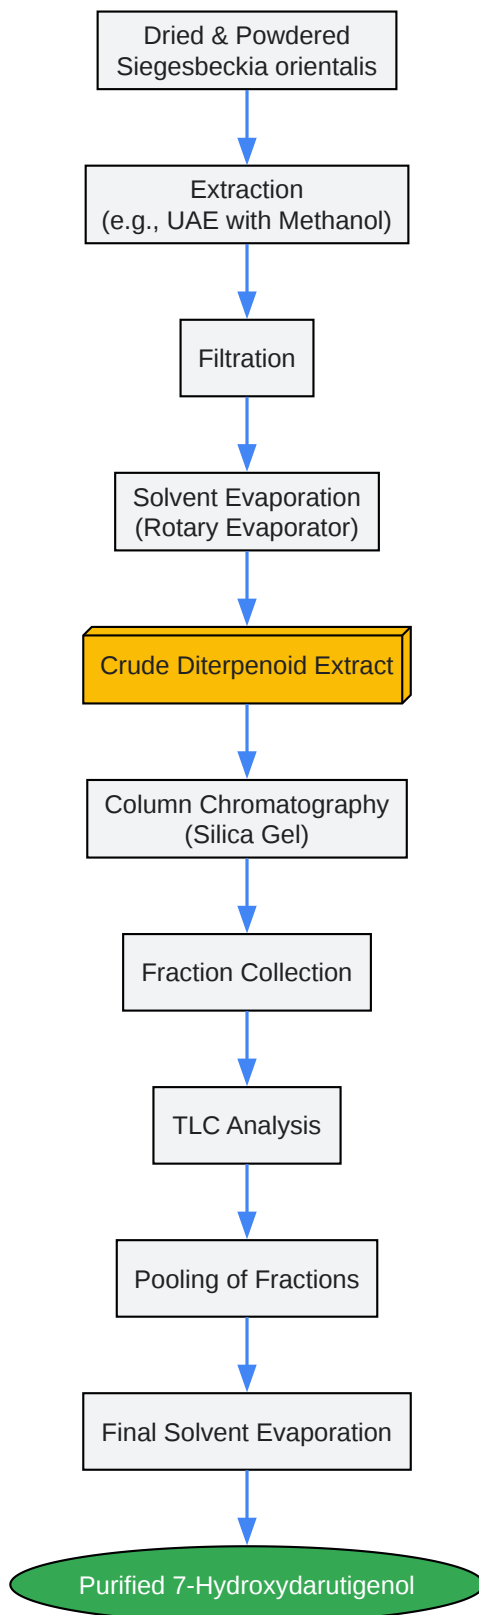 Dried & Powdered
Siegesbeckia orientalis
Extraction
(e.g., UAE with Methanol)
Filtration
Solvent Evaporation
(Rotary Evaporator)
Crude Diterpenoid Extract
Column Chromatography
(Silica Gel)
Fraction Collection
TLC Analysis
Pooling of Fractions
Final Solvent Evaporation
Purified 7-Hydroxydarutigenol